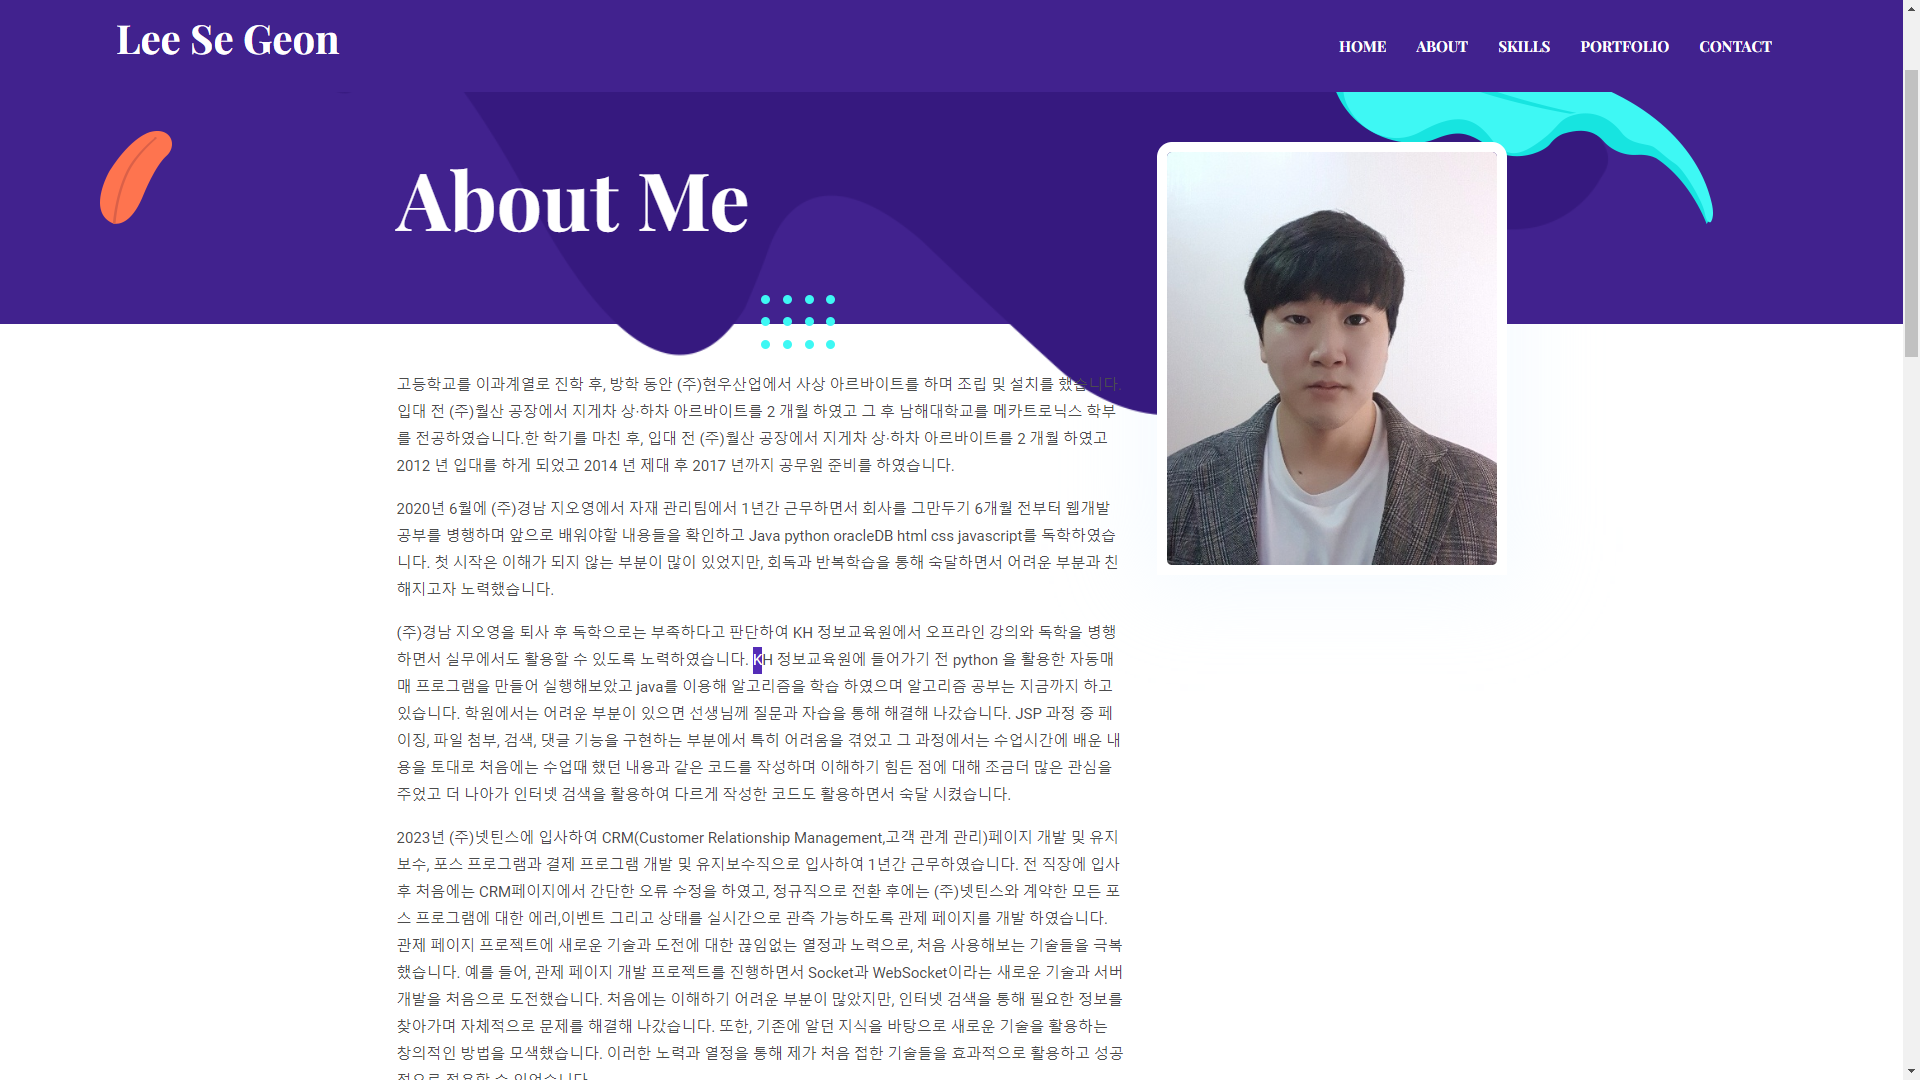 Lee Se Geon
HOME ABOUT SKILLS PORTFOLIO CONTACT
About Me
고등학교를 이과계열로 진학 후, 방학 동안 (주)현우산업에서 사상 아르바이트를 하며 조립 및 설치를 했습니다.
입대 전 (주)월산 공장에서 지게차 상·하차 아르바이트를 2 개월 하였고 그 후 남해대학교를 메카트로닉스 학부
를 전공하였습니다.한 학기를 마친 후, 입대 전 (주)월산 공장에서 지게차 상·하차 아르바이트를 2 개월 하였고
2012 년 입대를 하게 되었고 2014 년 제대 후 2017 년까지 공무원 준비를 하였습니다.
2020년 6월에 (주)경남 지오영에서 자재 관리팀에서 1년간 근무하면서 회사를 그만두기 6개월 전부터 웹개발
공부를 병행하며 앞으로 배워야할 내용들을 확인하고 Java python oracleDB html css javascript를 독학하였습
니다. 첫 시작은 이해가 되지 않는 부분이 많이 있었지만, 회독과 반복학습을 통해 숙달하면서 어려운 부분과 친
해지고자 노력했습니다.
(주)경남 지오영을 퇴사 후 독학으로는 부족하다고 판단하여 KH 정보교육원에서 오프라인 강의와 독학을 병행
하면서 실무에서도 활용할 수 있도록 노력하였습니다. KH 정보교육원에 들어가기 전 python 을 활용한 자동매
매 프로그램을 만들어 실행해보았고 java를 이용해 알고리즘을 학습 하였으며 알고리즘 공부는 지금까지 하고
있습니다. 학원에서는 어려운 부분이 있으면 선생님께 질문과 자습을 통해 해결해 나갔습니다. JSP 과정 중 페
이징, 파일 첨부, 검색, 댓글 기능을 구현하는 부분에서 특히 어려움을 겪었고 그 과정에서는 수업시간에 배운 내
용을 토대로 처음에는 수업때 했던 내용과 같은 코드를 작성하며 이해하기 힘든 점에 대해 조금더 많은 관심을
주었고 더 나아가 인터넷 검색을 활용하여 다르게 작성한 코드도 활용하면서 숙달 시켰습니다.
2023년 (주)넷틴스에 입사하여 CRM(Customer Relationship Management,고객 관계 관리)페이지 개발 및 유지
보수, 포스 프로그램과 결제 프로그램 개발 및 유지보수직으로 입사하여 1년간 근무하였습니다. 전 직장에 입사
후 처음에는 CRM페이지에서 간단한 오류 수정을 하였고, 정규직으로 전환 후에는 (주)넷틴스와 계약한 모든 포
스 프로그램에 대한 에러,이벤트 그리고 상태를 실시간으로 관측 가능하도록 관제 페이지를 개발 하였습니다.
관제 페이지 프로젝트에 새로운 기술과 도전에 대한 끊임없는 열정과 노력으로, 처음 사용해보는 기술들을 극복
했습니다. 예를 들어, 관제 페이지 개발 프로젝트를 진행하면서 Socket과 WebSocket이라는 새로운 기술과 서버
개발을 처음으로 도전했습니다. 처음에는 이해하기 어려운 부분이 많았지만, 인터넷 검색을 통해 필요한 정보를
찾아가며 자체적으로 문제를 해결해 나갔습니다. 또한, 기존에 알던 지식을 바탕으로 새로운 기술을 활용하는
창의적인 방법을 모색했습니다. 이러한 노력과 열정을 통해 제가 처음 접한 기술들을 효과적으로 활용하고 성공
적으로 적용할 수 있었습니다.